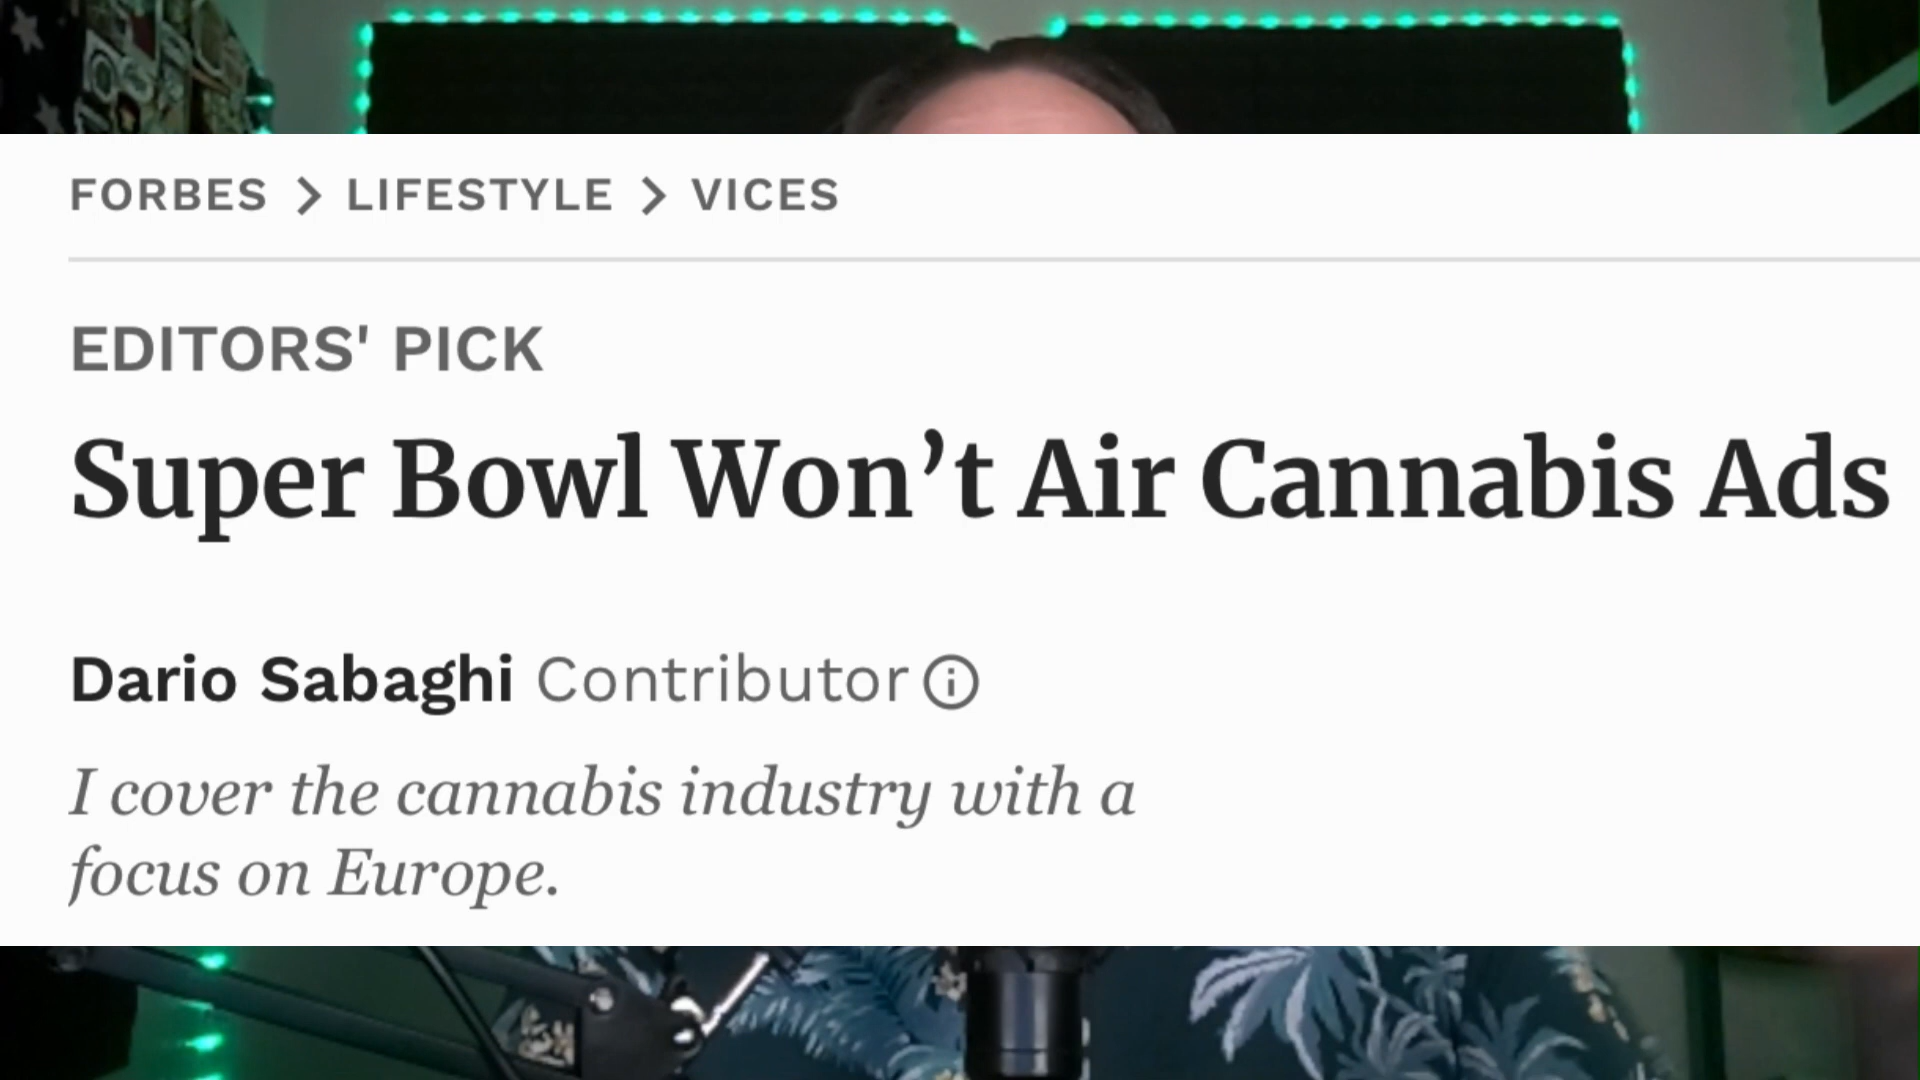 FORBES > LIFESTYLE > VICES
EDITORS' PICK
Super Bowl Won’t Air Cannabis Ads
Dario Sabaghi Contributor
I cover the cannabis industry with a
focus on Europe.